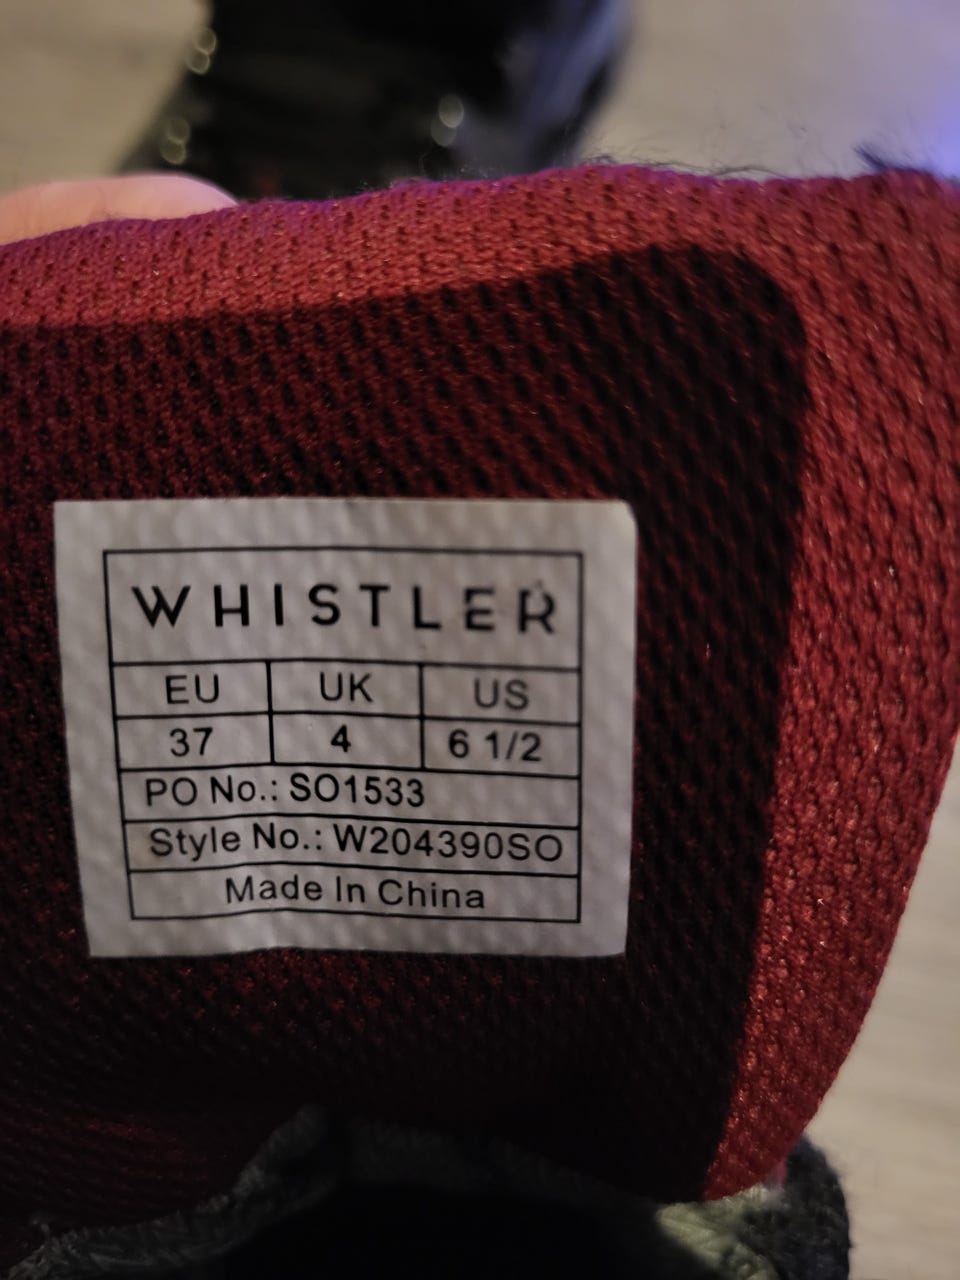 WHISTLER
EU UK US
37 4 6 1/2
PO No.: SO1533
Style No.: W204390SO
Made In China